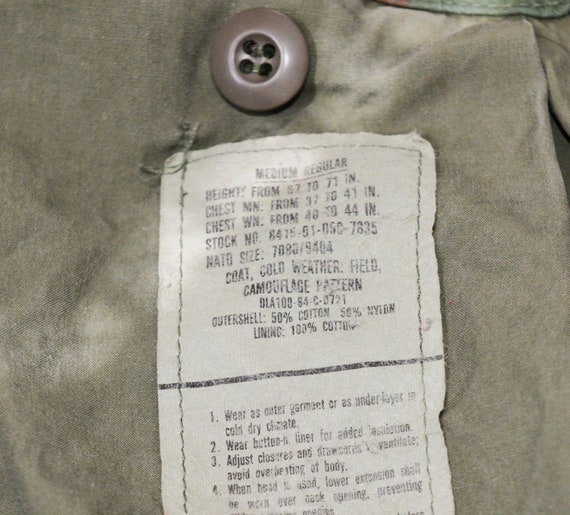 MEDIUM REGULAR
HEIGHT: FROM 67 TO 71 IN.
CHEST MN: FROM 37 TO 41 IN.
CHEST WN: FROM 40 TO 44 IN.
STOCK NO. 8415-01-099-7835
NATO SIZE: 7080/9404
COAT, COLD WEATHER, FIELD,
CAMOUFLAGE PATTERN
DLA100-84-C-0721
OUTERSHELL: 50% COTTON 50% NYLON
LINING: 100% COTTON
1. Wear as outer garment or as under-layer in
cold dry climate.
2. Wear button-in liner for added insulation.
3. Adjust closures and drawcords to ventilate;
avoid overheating of body.
4. When hood is used, lower extension shall
be worn over neck opening, preventing
opening